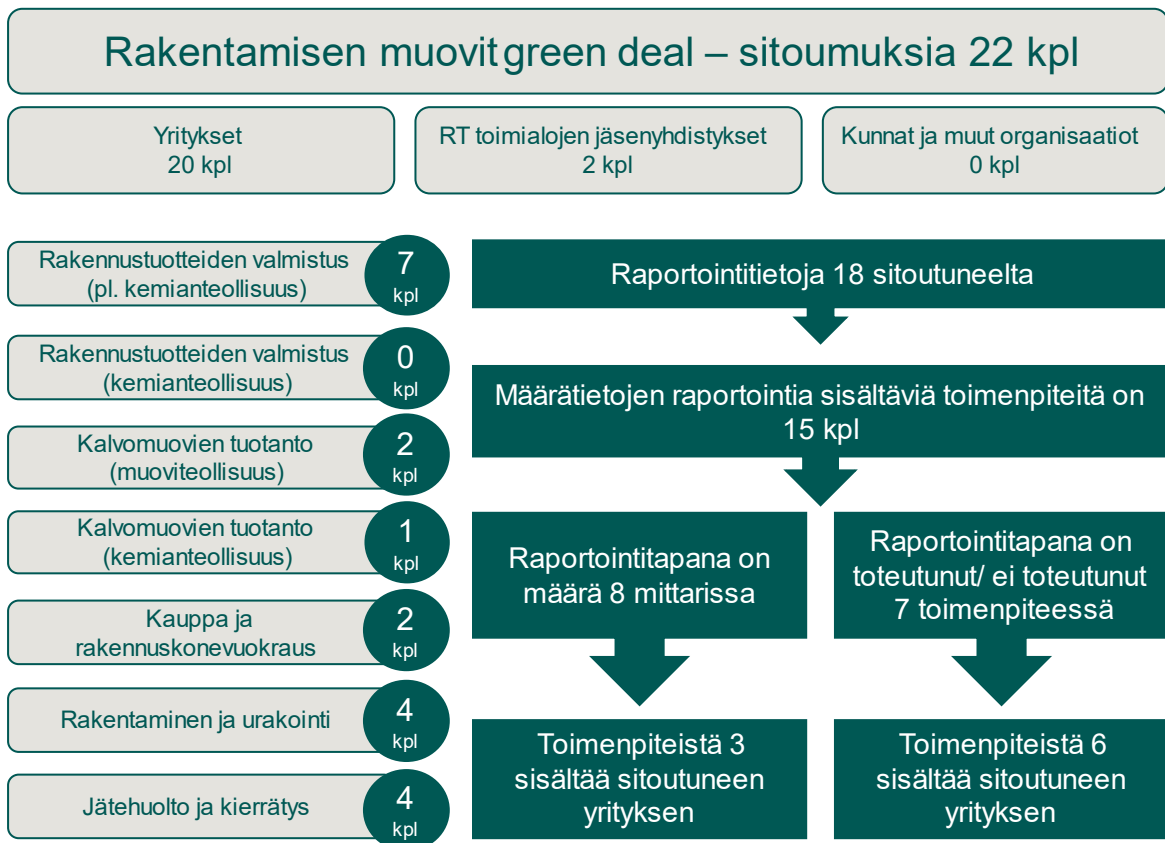 Rakentamisen muovit green deal – sitoumuksia 22 kpl
Yritykset
20 kpl
RT toimialojen jäsenyhdistykset
2 kpl
Kunnat ja muut organisaatiot
0 kpl
Rakennustuotteiden valmistus
(pl. kemianteollisuus)
7
kpl
Rakennustuotteiden valmistus
(kemianteollisuus)
0
kpl
Kalvomuovien tuotanto
(muoviteollisuus)
2
kpl
Kalvomuovien tuotanto
(kemianteollisuus)
1
kpl
Kauppa ja
rakennuskonevuokraus
2
kpl
Rakentaminen ja urakointi
4
kpl
Jätehuolto ja kierrätys
4
kpl
Raportointitietoja 18 sitoutuneelta
Määrätietojen raportointia sisältäviä toimenpiteitä on
15 kpl
Raportointitapana on
määrä 8 mittarissa
Raportointitapana on
toteutunut/ ei toteutunut
7 toimenpiteessä
Toimenpiteistä 3
sisältää sitoutuneen
yrityksen
Toimenpiteistä 6
sisältää sitoutuneen
yrityksen